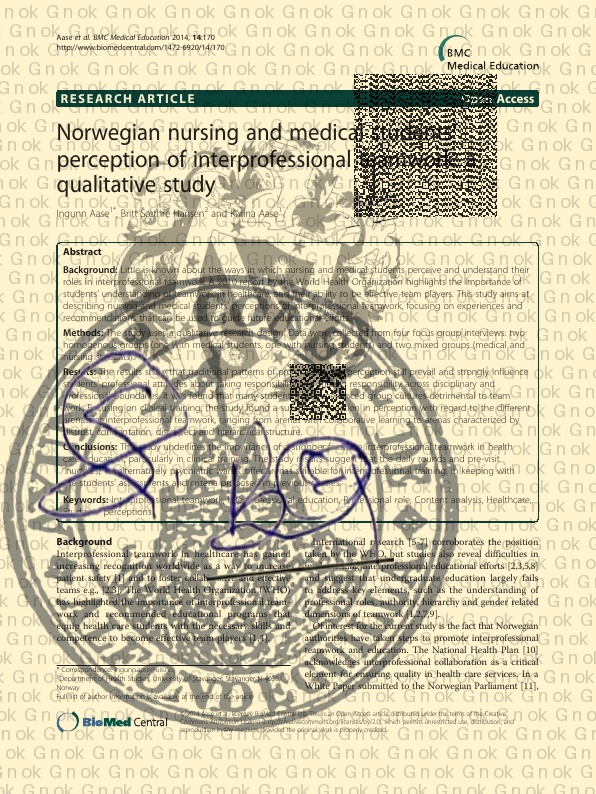 Aase et al. BMC Medical Education 2014, 14:170
http://www.biomedcentral.com/1472-6920/14/170
BMC
Medical Education
RESEARCH ARTICLE
Open Access
Norwegian nursing and medical students'
perception of interprofessional teamwork: a
qualitative study
Ingunn Aase, Britt Sætre Hansen and Karina Aase
Abstract
Background: Little is known about the ways in which nursing and medical students perceive and understand their
roles in interprofessional teamwork. A 2010 report by the World Health Organization highlights the importance of
students' understanding of teamwork in healthcare, and their ability to be effective team players. This study aims at
describing nursing and medical students' perceptions of interprofessional teamwork, focusing on experiences and
recommendations that can be used to guide future educational efforts.
Methods: The study uses a qualitative research design. Data were collected from four focus group interviews: two
homogenous groups (one with medical students, one with nursing students) and two mixed groups (medical and
nursing students).
Results: The results show that traditional patterns of perception still prevail and strongly influence
students' professional attitudes about taking responsibility responsibility across disciplinary and
professional boundaries. It was found that many students group cultures detrimental to team
work. Focusing on clinical training, the study found a in perception with regard to the different
arenas for interprofessional ranging from arenas with collaborative learning to arenas characterized by
distrust, confrontation, disrespect and hierarchical structure.
Conclusions: The study underlines the importance of a stronger focus on interprofessional teamwork in health
care education, particularly in clinical training. The study results the daily rounds and pre-visit
alternatively psychiatric wards offer arenas suitable for interprofessional training, in keeping with
the students' assessments and criteria proposed in previous studies.
Keywords: Interprofessional teamwork, Interprofessional education, Professional role, Content analysis, Healthcare,
perceptions
Background
Interprofessional teamwork in healthcare has gained
increasing recognition worldwide as a way to increase
patient safety [1] and to foster collaborative and effective
teams e.g., [2,3]. The World Health Organization (WHO)
has highlighted the importance of interprofessional team
work and recommended educational programs that
equip health care students with the necessary skills and
competence to become effective team players [1,4].
International research [5-7] corroborates the position
taken by the WHO, but studies also reveal difficulties in
interprofessional educational efforts [2,3,5,8]
and suggest that undergraduate education largely fails
to address key elements, such as the understanding of
professional roles, authority, hierarchy and gender related
dimensions of teamwork [4,2,7,9].
Of interest for the current study is the fact that Norwegian
authorities have taken steps to promote interprofessional
teamwork and education. The National Health Plan [10]
acknowledges interprofessional collaboration as a critical
element for ensuring quality in health care services. In a
White Paper submitted to the Norwegian Parliament [11],
* Correspondence: ingunn.aase@uis.no
Department of Health Studies, University of Stavanger, Stavanger N-4036,
Norway
Full list of author information is available at the end of the article
BioMed Central
© 2014 Aase et al.; licensee BioMed Central Ltd. This is an Open Access article distributed under the terms of the Creative
Commons Attribution License (http://creativecommons.org/licenses/by/2.0), which permits unrestricted use, distribution, and
reproduction in any medium, provided the original work is properly credited.